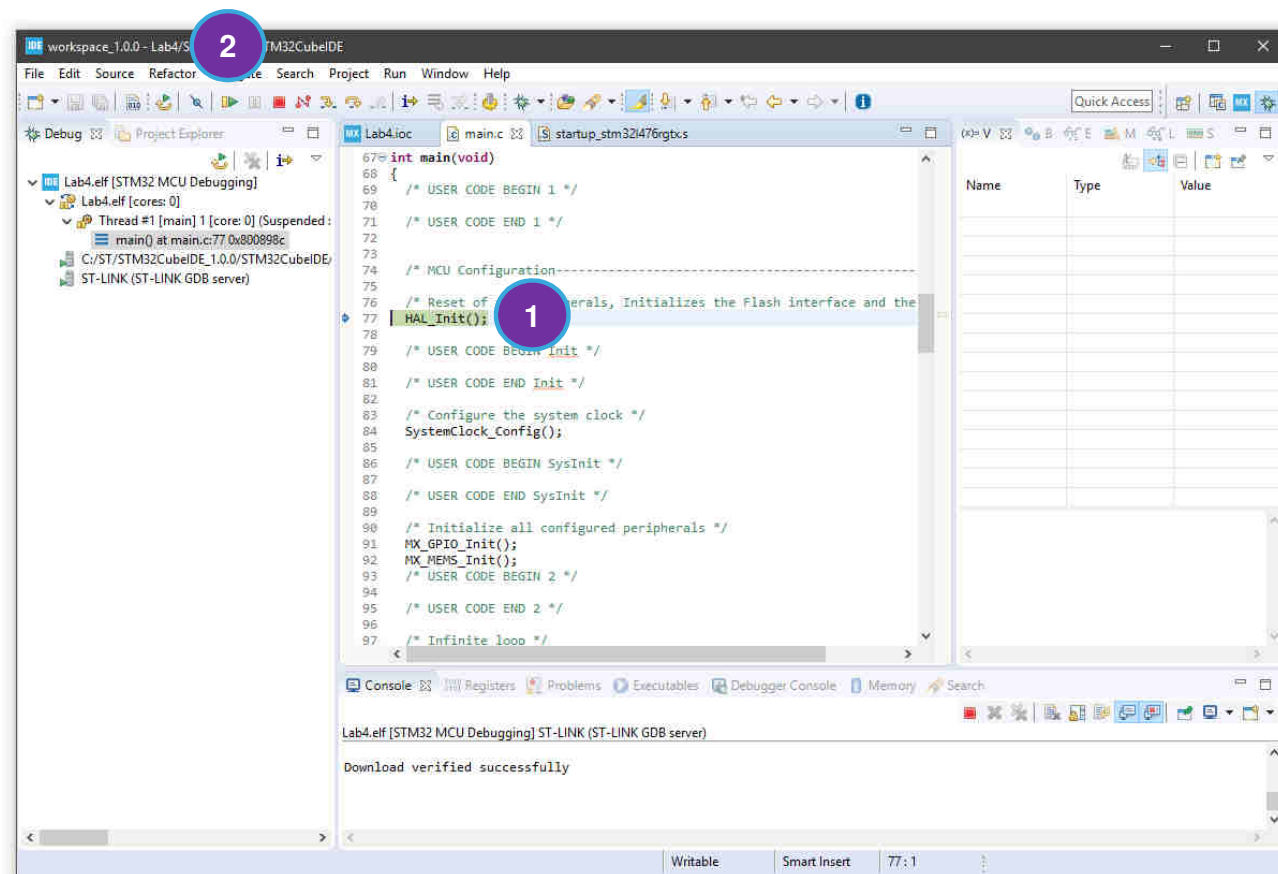 workspace_1.0.0 - Lab4/S TM32CubeIDE
2
File Edit Source Refactor te Search Project Run Window Help
Quick Access
Debug Project Explorer
Lab4.elf [STM32 MCU Debugging]
Lab4.elf [cores: 0]
Thread #1 [main] 1 [core: 0] (Suspended :
main() at main.c:77 0x800898c
C:/ST/STM32CubeIDE_1.0.0/STM32CubeIDE/
ST-LINK (ST-LINK GDB server)
Lab4.ioc main.c startup_stm32l476rgtx.s
67 int main(void)
68 {
69 /* USER CODE BEGIN 1 */
70
71 /* USER CODE END 1 */
72
73
74 /* MCU Configuration------------------------------------------------
75
76 /* Reset of erals, Initializes the Flash interface and the
77 HAL_Init();
1
78
79 /* USER CODE BEGIN Init */
80
81 /* USER CODE END Init */
82
83 /* Configure the system clock */
84 SystemClock_Config();
85
86 /* USER CODE BEGIN SysInit */
87
88 /* USER CODE END SysInit */
89
90 /* Initialize all configured peripherals */
91 MX_GPIO_Init();
92 MX_MEMS_Init();
93 /* USER CODE BEGIN 2 */
94
95 /* USER CODE END 2 */
96
97 /* Infinite loop */
(x)= V B E M L S
Name Type Value
Console Registers Problems Executables Debugger Console Memory Search
Lab4.elf [STM32 MCU Debugging] ST-LINK (ST-LINK GDB server)
Download verified successfully
Writable Smart Insert 77 : 1